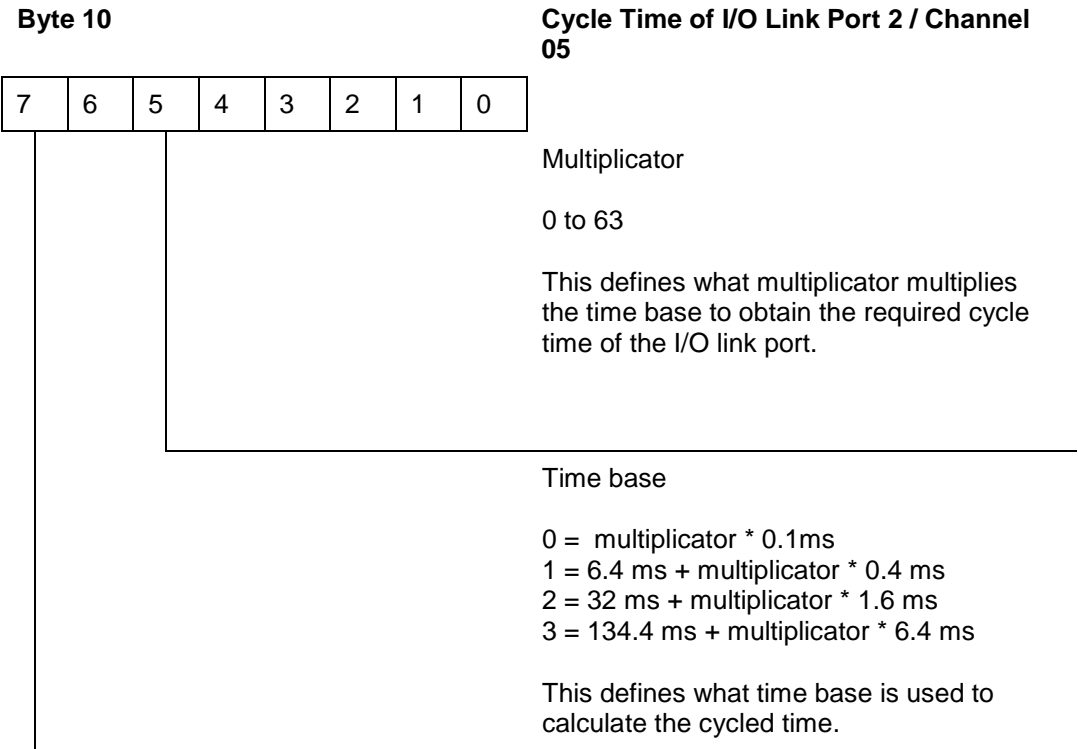 Byte 10
Cycle Time of I/O Link Port 2 / Channel
05
7 6 5 4 3 2 1 0
Multiplicator
0 to 63
This defines what multiplicator multiplies
the time base to obtain the required cycle
time of the I/O link port.
Time base
0 = multiplicator * 0.1ms
1 = 6.4 ms + multiplicator * 0.4 ms
2 = 32 ms + multiplicator * 1.6 ms
3 = 134.4 ms + multiplicator * 6.4 ms
This defines what time base is used to
calculate the cycled time.